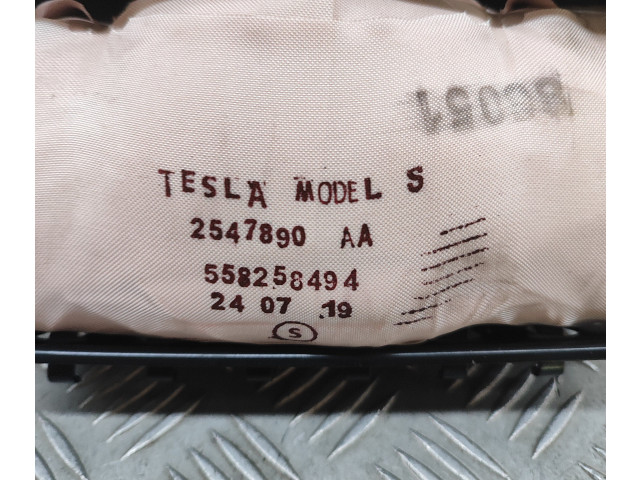 TESLA MODEL S
2547890 AA
558258494
24 07 19
S